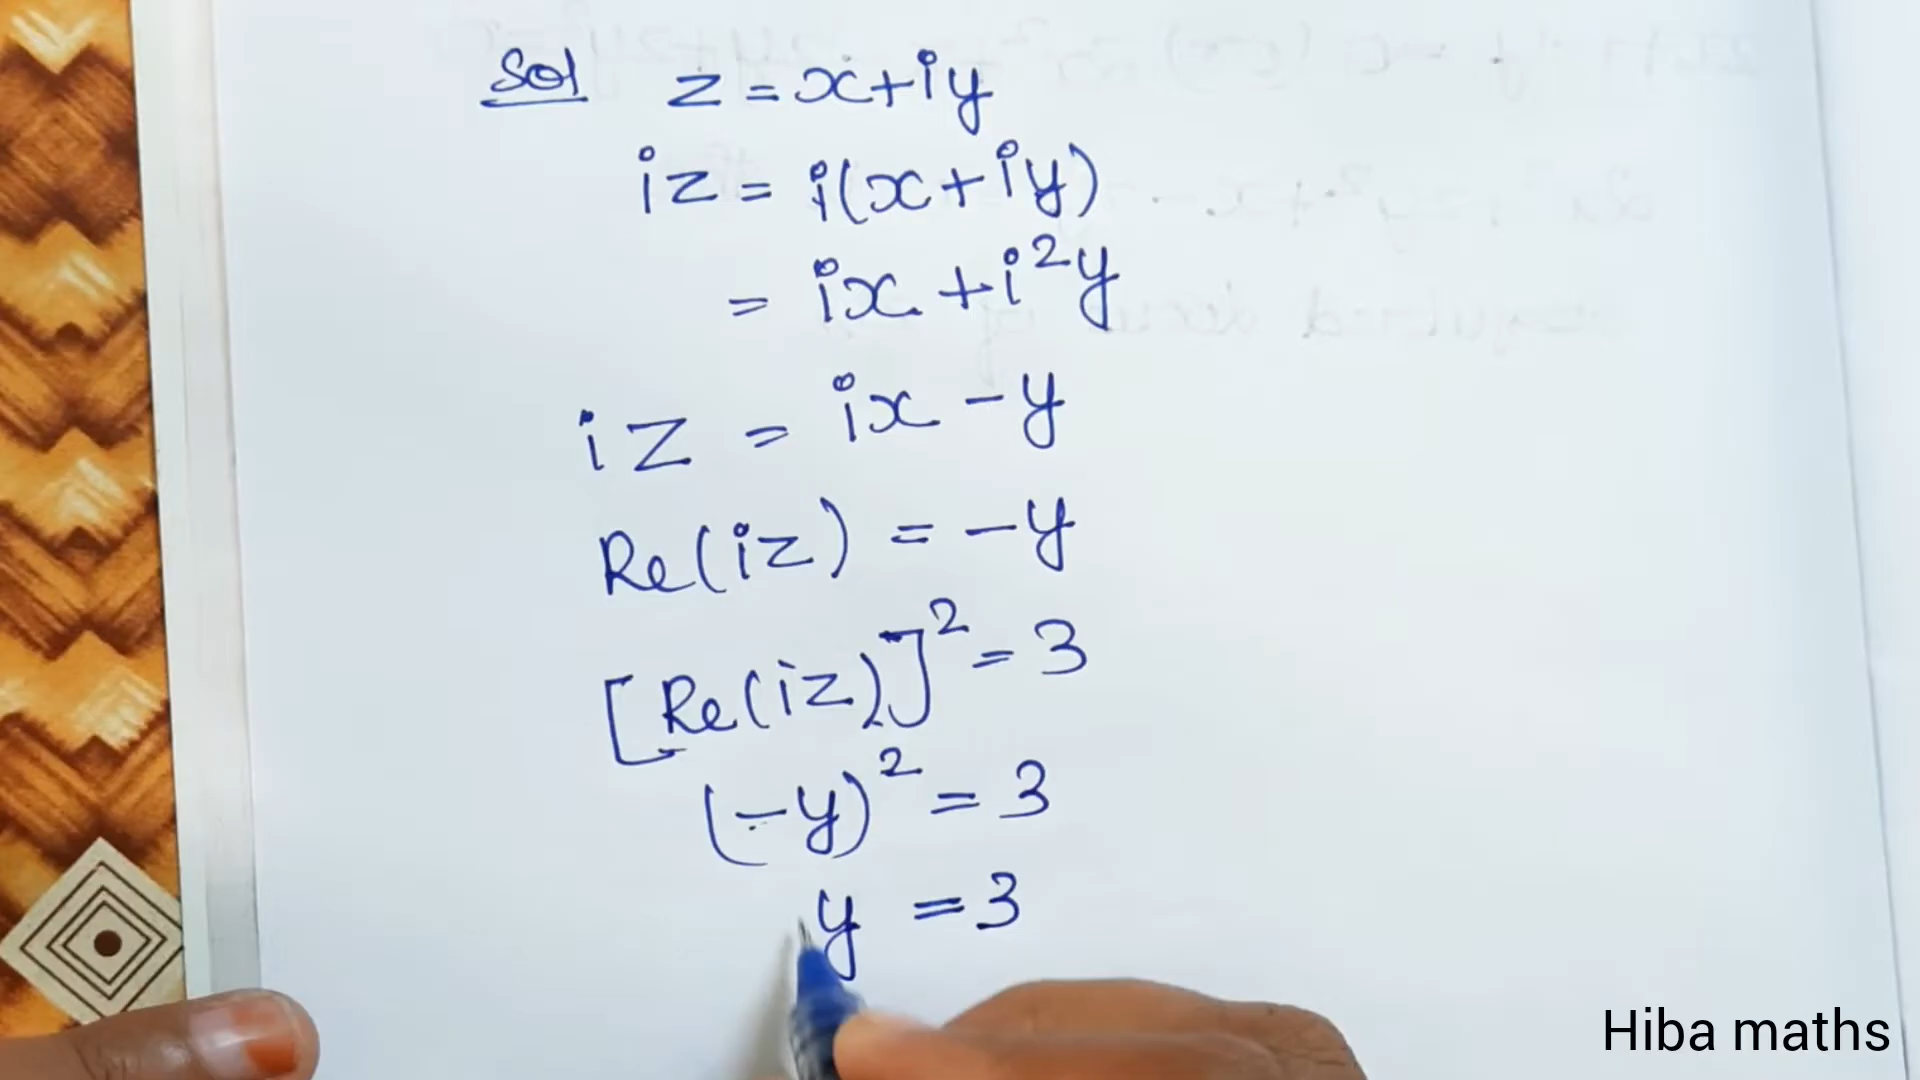 Sol z = x+iy
iz = i(x+iy)
= ix + i²y
iz = ix - y
Re(iz) = -y
[Re(iz)]² = 3
(-y)² = 3
y = 3
Hiba maths